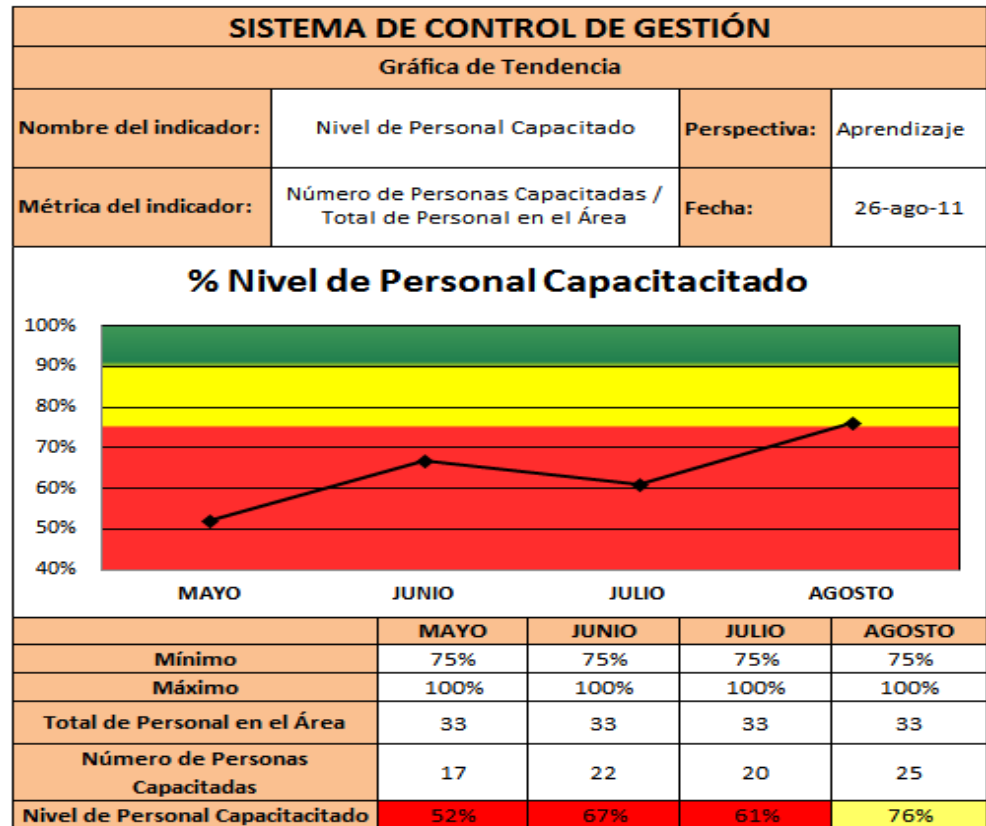 SISTEMA DE CONTROL DE GESTIÓN
Gráfica de Tendencia
Nombre del indicador: Nivel de Personal Capacitado Perspectiva: Aprendizaje
Métrica del indicador: Número de Personas Capacitadas /
Total de Personal en el Área Fecha: 26-ago-11
% Nivel de Personal Capacitacitado
100%
90%
80%
70%
60%
50%
40%
MAYO JUNIO JULIO AGOSTO
MAYO JUNIO JULIO AGOSTO
Mínimo 75% 75% 75% 75%
Máximo 100% 100% 100% 100%
Total de Personal en el Área 33 33 33 33
Número de Personas
Capacitadas 17 22 20 25
Nivel de Personal Capacitacitado 52% 67% 61% 76%